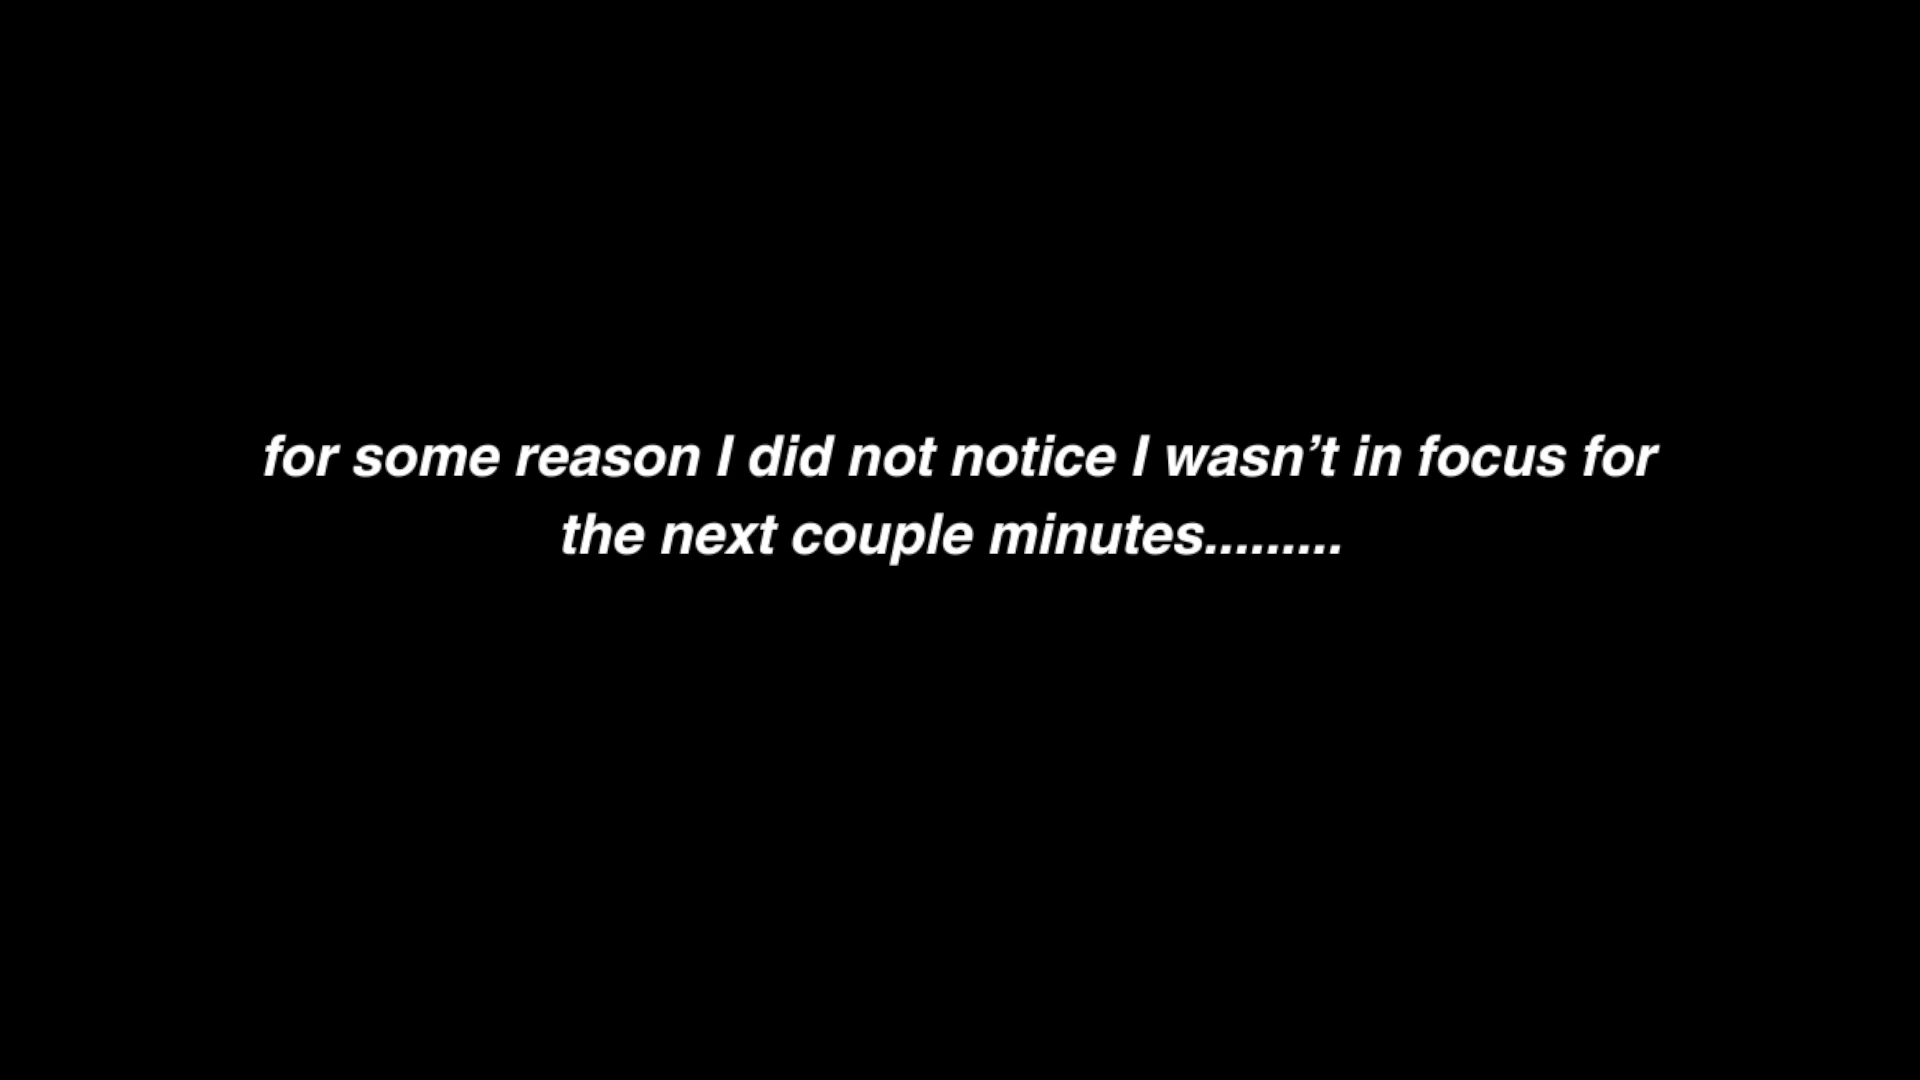 for some reason I did not notice I wasn’t in focus for
the next couple minutes.........